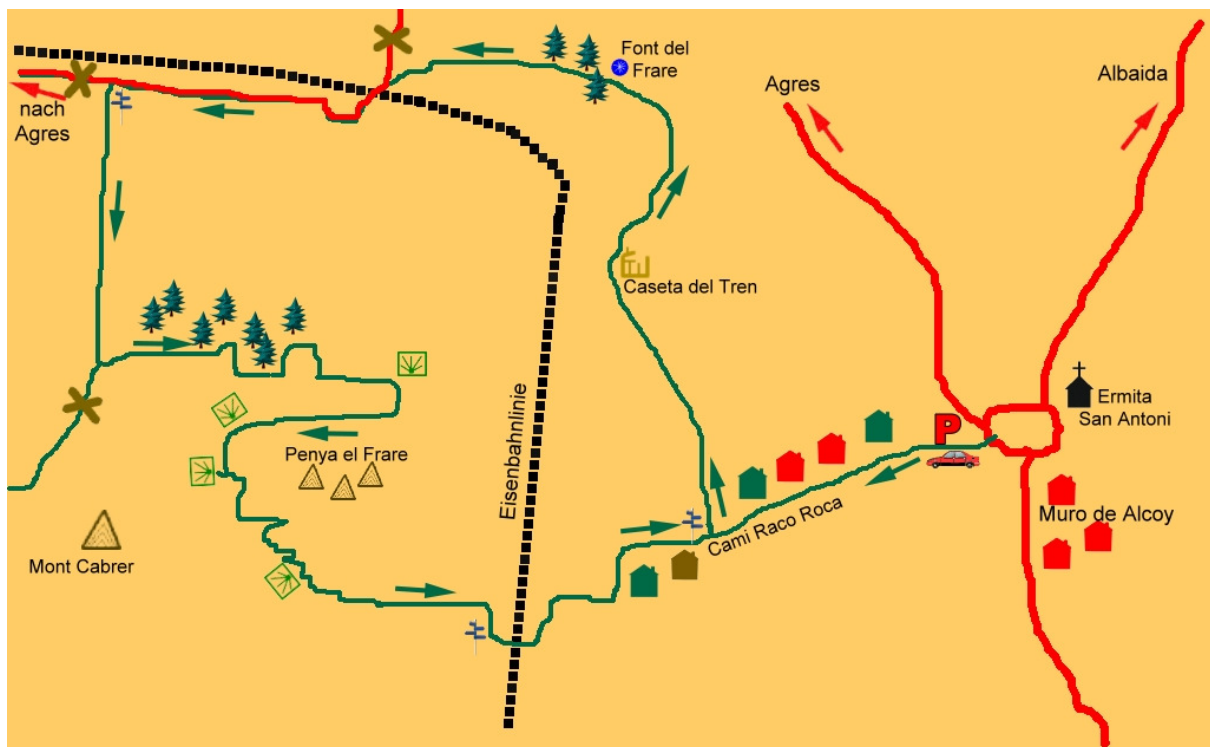 Font del
Frare
Agres
Albaida
nach
Agres
Caseta del Tren
Eisenbahnlinie
Ermita
San Antoni
P
Penya el Frare
Cami Raco Roca
Muro de Alcoy
Mont Cabrer